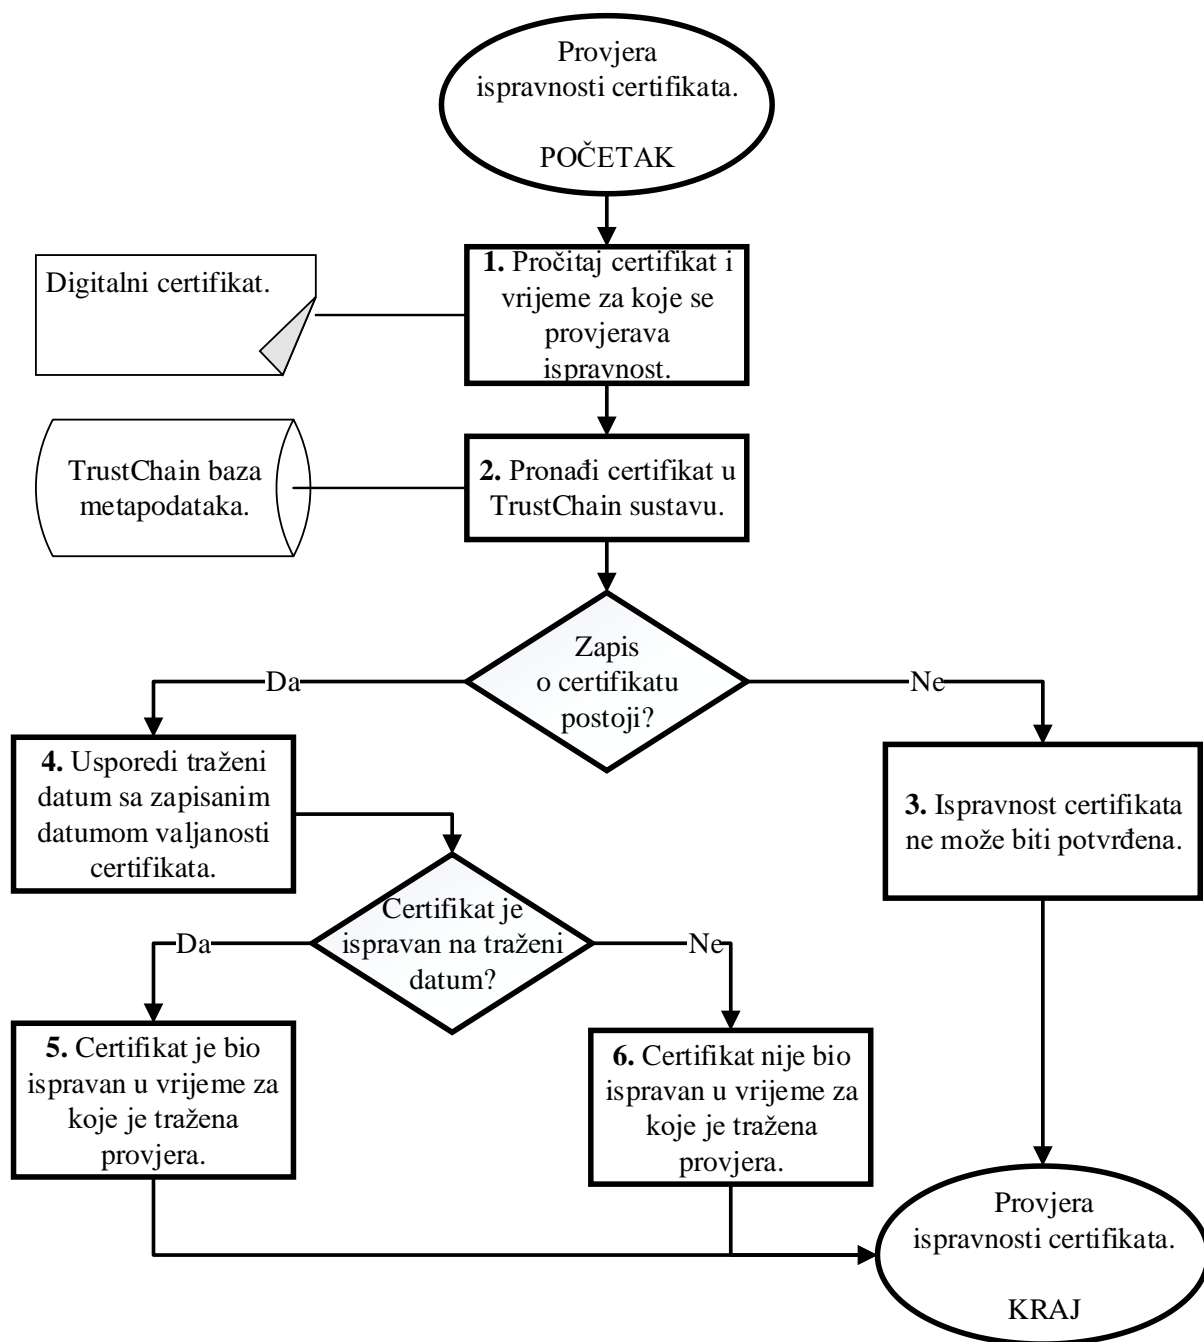 Provjera
ispravnosti certifikata.
POČETAK
Digitalni certifikat.
1. Pročitaj certifikat i
vrijeme za koje se
provjerava
ispravnost.
TrustChain baza
metapodataka.
2. Pronađi certifikat u
TrustChain sustavu.
Zapis
o certifikatu
postoji?
Da
Ne
4. Usporedi traženi
datum sa zapisanim
datumom valjanosti
certifikata.
3. Ispravnost certifikata
ne može biti potvrđena.
Certifikat je
ispravan na traženi
datum?
Da
Ne
5. Certifikat je bio
ispravan u vrijeme za
koje je tražena
provjera.
6. Certifikat nije bio
ispravan u vrijeme za
koje je tražena
provjera.
Provjera
ispravnosti certifikata.
KRAJ